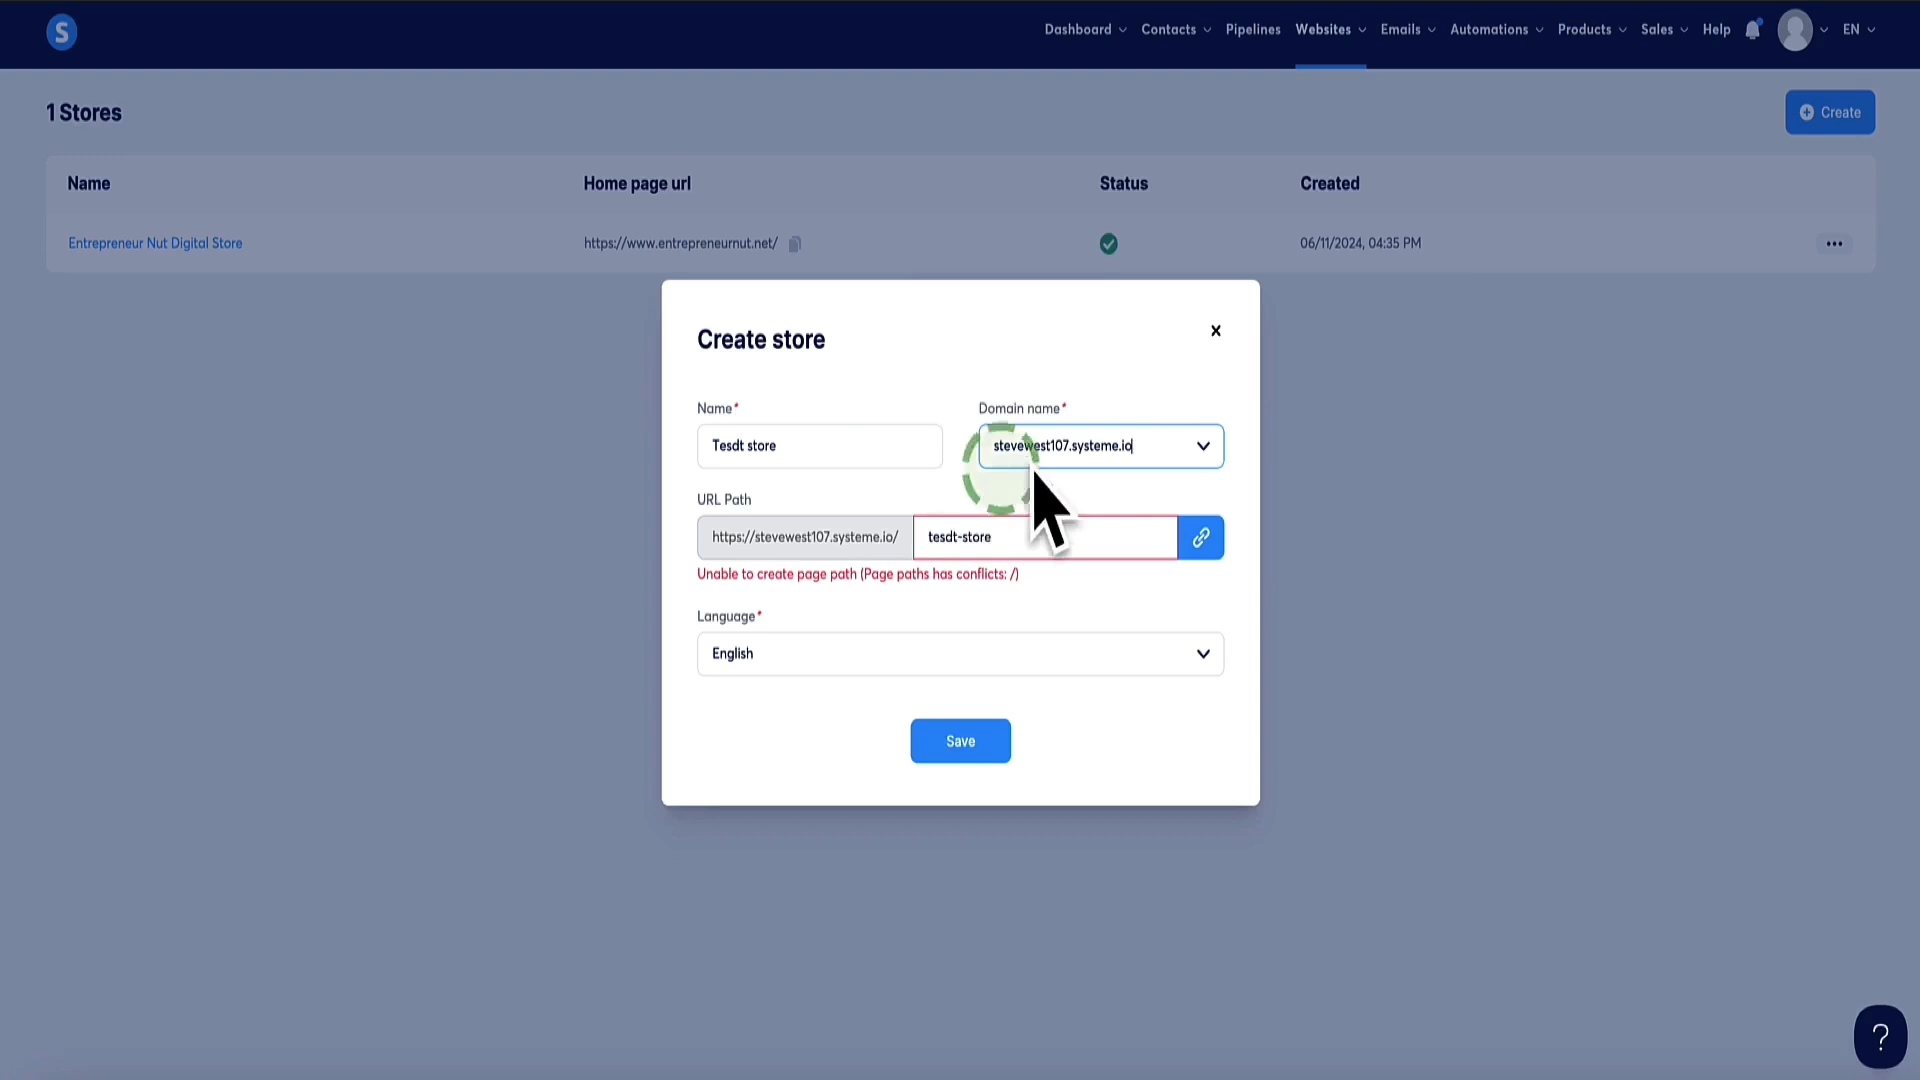 S
Dashboard Contacts Pipelines Websites Emails Automations Products Sales Help EN
1 Stores
Create
Name Home page url Status Created
Entrepreneur Nut Digital Store https://www.entrepreneurnut.net/ 06/11/2024, 04:35 PM
Create store
Name* Domain name*
Tesdt store stevewest107.systeme.io
URL Path
https://stevewest107.systeme.io/ tesdt-store
Unable to create page path (Page paths has conflicts: /)
Language*
English
Save
?